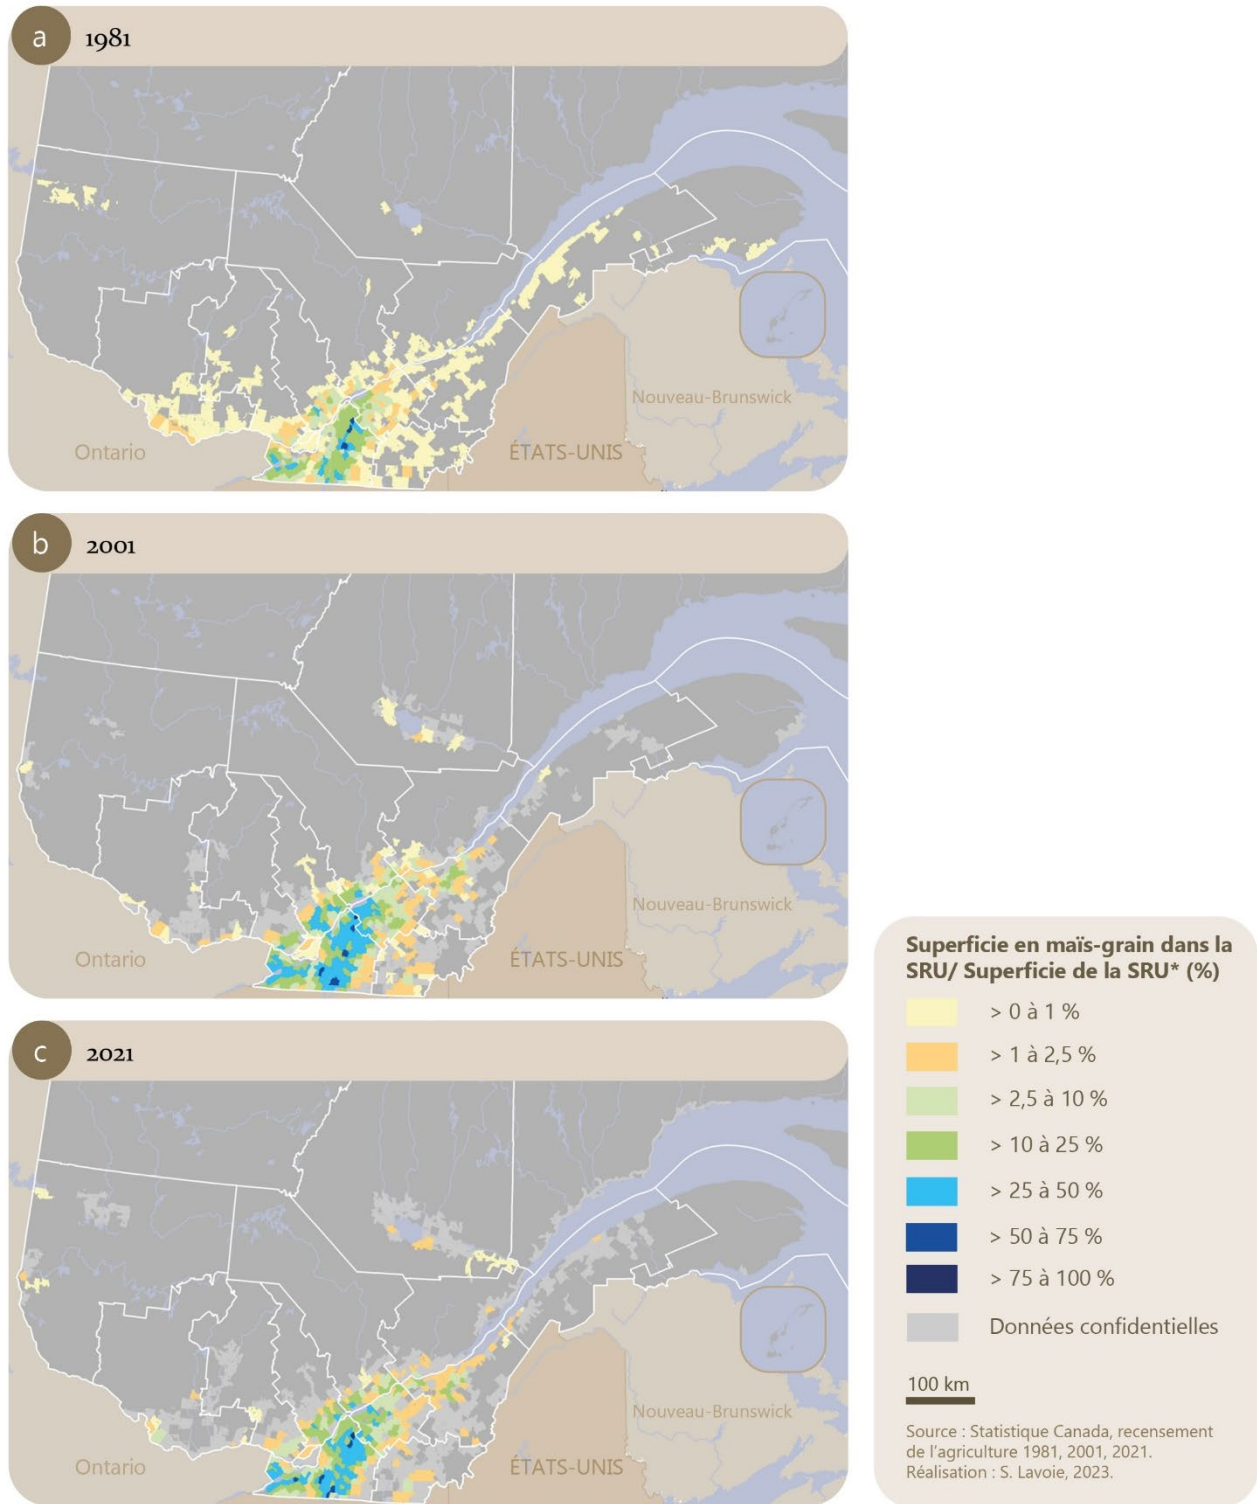 a
1981
Ontario
Nouveau-Brunswick
ÉTATS-UNIS
b
2001
Ontario
Nouveau-Brunswick
ÉTATS-UNIS
c
2021
Ontario
Nouveau-Brunswick
ÉTATS-UNIS
Superficie en maïs-grain dans la
SRU/ Superficie de la SRU* (%)
> 0 à 1 %
> 1 à 2,5 %
> 2,5 à 10 %
> 10 à 25 %
> 25 à 50 %
> 50 à 75 %
> 75 à 100 %
Données confidentielles
100 km
Source : Statistique Canada, recensement
de l'agriculture 1981, 2001, 2021.
Réalisation : S. Lavoie, 2023.